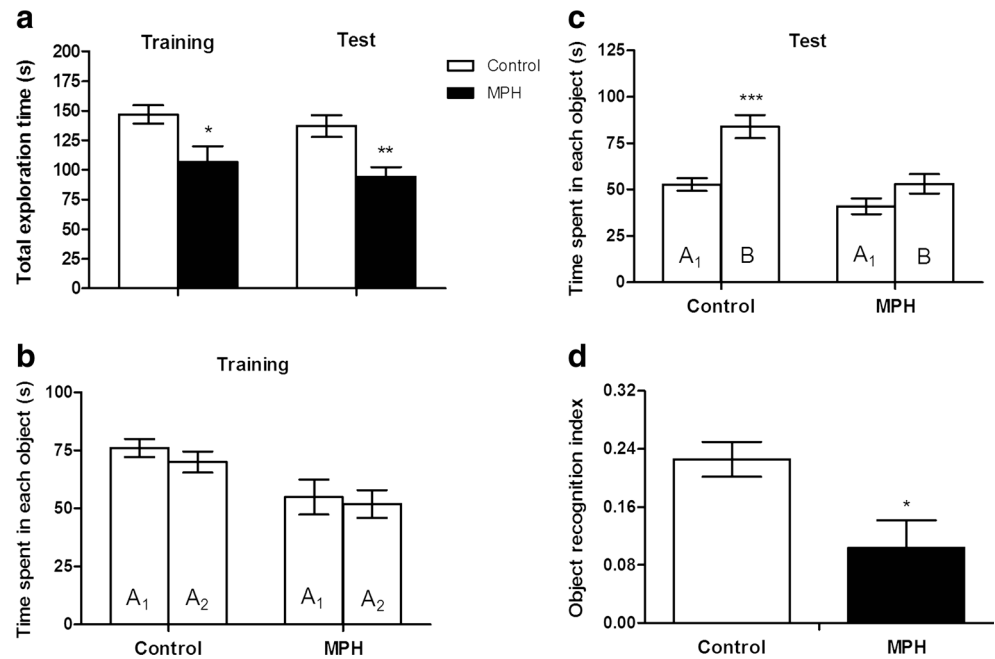 a
Training
Test
Total exploration time (s)
200
175
150
125
100
75
50
25
0
*
**
Control
MPH
c
Test
Time spent in each object (s)
125
100
75
50
25
0
***
A₁ B A₁ B
Control MPH
b
Training
Time spent in each object (s)
100
75
50
25
0
A₁ A₂ A₁ A₂
Control MPH
d
Object recognition index
0.32
0.24
0.16
0.08
0.00
*
Control MPH